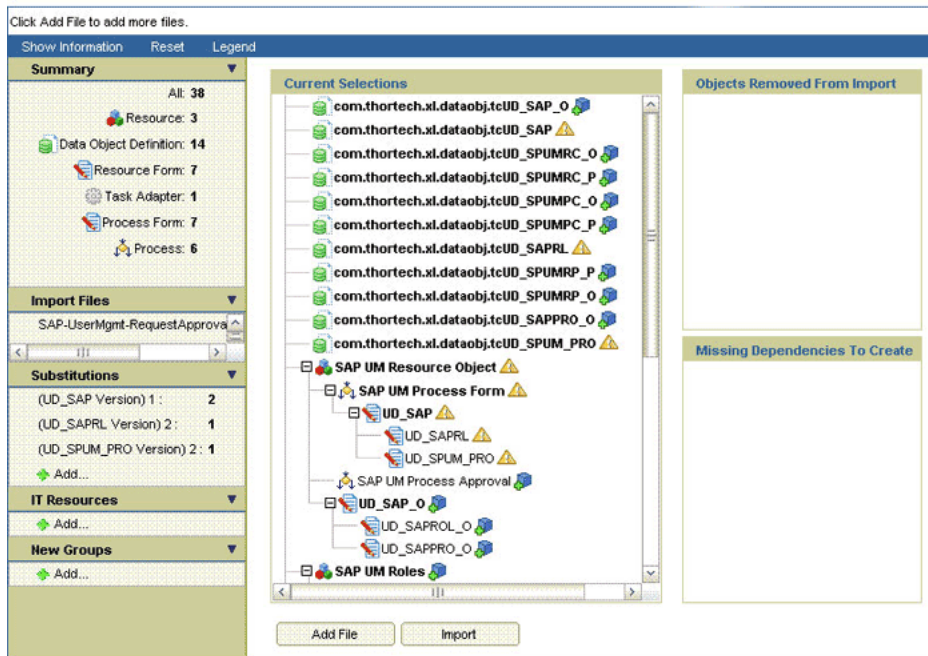 Click Add File to add more files.
Show Information Reset Legend
Summary
All: 38
Resource: 3
Data Object Definition: 14
Resource Form: 7
Task Adapter: 1
Process Form: 7
Process: 6
Import Files
SAP-UserMgmt-RequestApprova
Substitutions
(UD_SAP Version) 1 : 2
(UD_SAPRL Version) 2 : 1
(UD_SPUM_PRO Version) 2 : 1
Add...
IT Resources
Add...
New Groups
Add...
Current Selections
com.thortech.xl.dataobj.tcUD_SAP_O
com.thortech.xl.dataobj.tcUD_SAP
com.thortech.xl.dataobj.tcUD_SPUMRC_O
com.thortech.xl.dataobj.tcUD_SPUMRC_P
com.thortech.xl.dataobj.tcUD_SPUMPC_O
com.thortech.xl.dataobj.tcUD_SPUMPC_P
com.thortech.xl.dataobj.tcUD_SAPRL
com.thortech.xl.dataobj.tcUD_SPUMRP_P
com.thortech.xl.dataobj.tcUD_SPUMRP_O
com.thortech.xl.dataobj.tcUD_SAPPRO_O
com.thortech.xl.dataobj.tcUD_SPUM_PRO
SAP UM Resource Object
SAP UM Process Form
UD_SAP
UD_SAPRL
UD_SPUM_PRO
SAP UM Process Approval
UD_SAP_O
UD_SAPROL_O
UD_SAPPRO_O
SAP UM Roles
Add File
Import
Objects Removed From Import
Missing Dependencies To Create